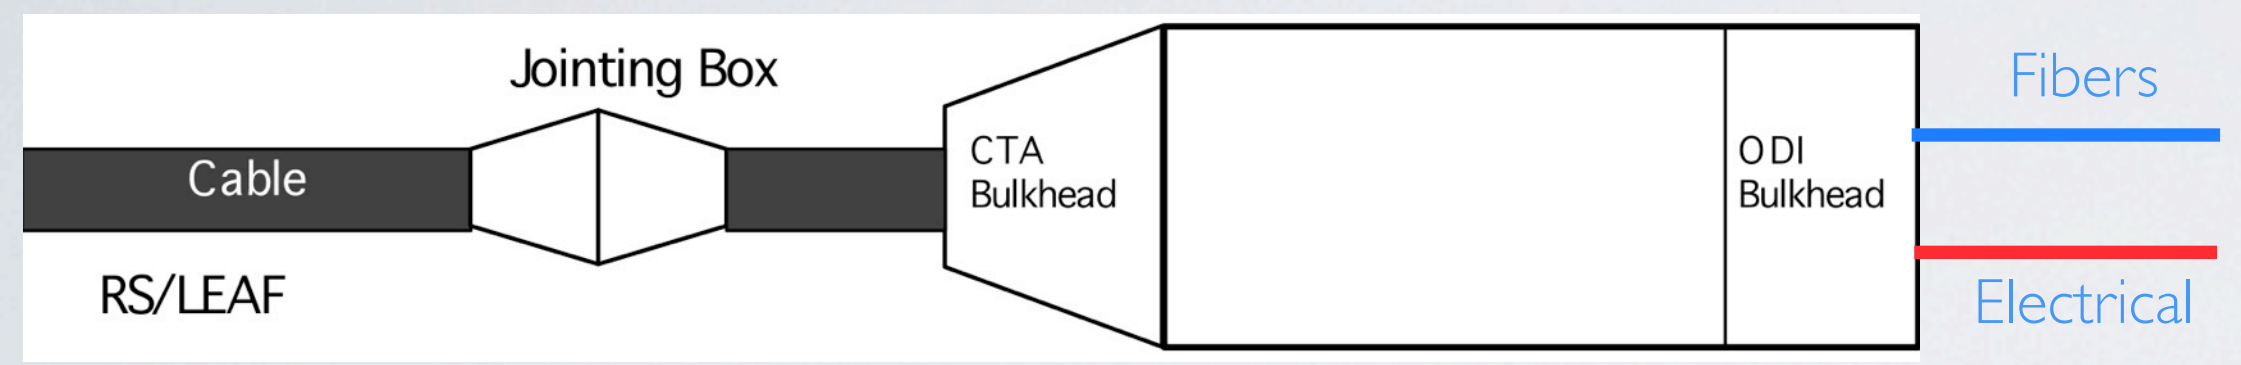 Jointing Box
Cable
RS/LEAF
CTA
Bulkhead
ODI
Bulkhead
Fibers
Electrical